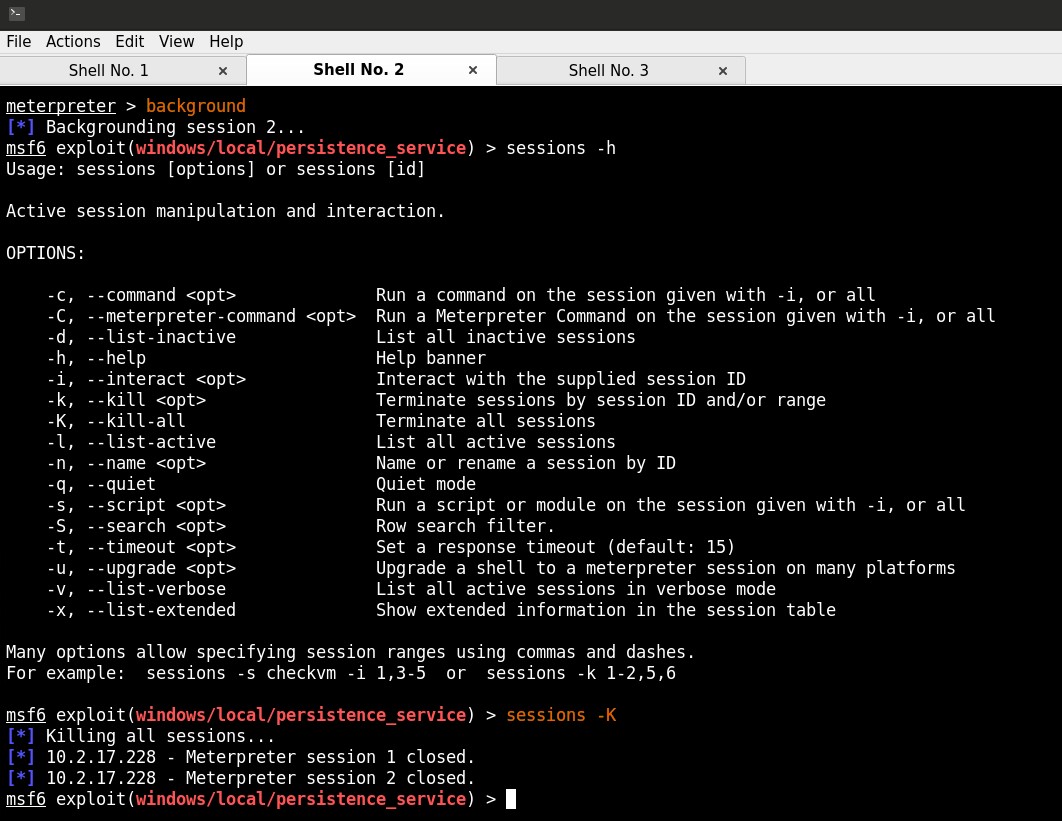 File Actions Edit View Help
Shell No. 1 × Shell No. 2 × Shell No. 3 ×
meterpreter > background
[*] Backgrounding session 2...
msf6 exploit(windows/local/persistence_service) > sessions -h
Usage: sessions [options] or sessions [id]
Active session manipulation and interaction.
OPTIONS:
-c, --command <opt> Run a command on the session given with -i, or all
-C, --meterpreter-command <opt> Run a Meterpreter Command on the session given with -i, or all
-d, --list-inactive List all inactive sessions
-h, --help Help banner
-i, --interact <opt> Interact with the supplied session ID
-k, --kill <opt> Terminate sessions by session ID and/or range
-K, --kill-all Terminate all sessions
-l, --list-active List all active sessions
-n, --name <opt> Name or rename a session by ID
-q, --quiet Quiet mode
-s, --script <opt> Run a script or module on the session given with -i, or all
-S, --search <opt> Row search filter.
-t, --timeout <opt> Set a response timeout (default: 15)
-u, --upgrade <opt> Upgrade a shell to a meterpreter session on many platforms
-v, --list-verbose List all active sessions in verbose mode
-x, --list-extended Show extended information in the session table
Many options allow specifying session ranges using commas and dashes.
For example: sessions -s checkvm -i 1,3-5 or sessions -k 1-2,5,6
msf6 exploit(windows/local/persistence_service) > sessions -K
[*] Killing all sessions...
[*] 10.2.17.228 - Meterpreter session 1 closed.
[*] 10.2.17.228 - Meterpreter session 2 closed.
msf6 exploit(windows/local/persistence_service) >